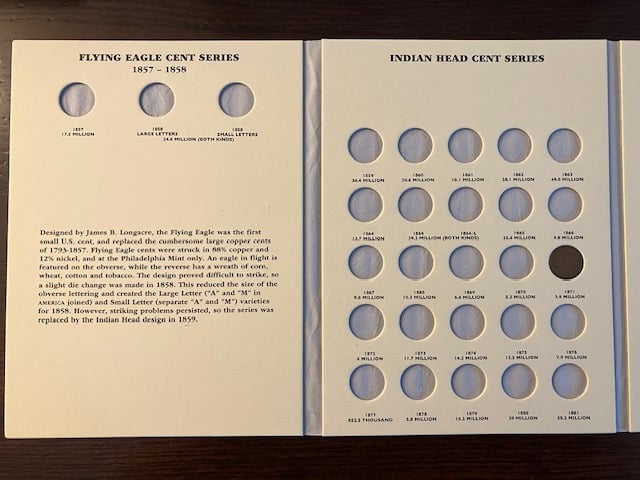 FLYING EAGLE CENT SERIES
1857 – 1858
1857
17.5 MILLION
1858
LARGE LETTERS
1858
SMALL LETTERS
24.6 MILLION (BOTH KINDS)
Designed by James B. Longacre, the Flying Eagle was the first
small U.S. cent, and replaced the cumbersome large copper cents
of 1793-1857. Flying Eagle cents were struck in 88% copper and
12% nickel, and at the Philadelphia Mint only. An eagle in flight is
featured on the obverse, while the reverse has a wreath of corn,
wheat, cotton and tobacco. The design proved difficult to strike, so
a slight die change was made in 1858. This reduced the size of the
obverse lettering and created the Large Letter ("A" and "M" in
AMERICA joined) and Small Letter (separate "A" and "M") varieties
for 1858. However, striking problems persisted, so the series was
replaced by the Indian Head design in 1859.
INDIAN HEAD CENT SERIES
1859
36.4 MILLION
1860
20.6 MILLION
1861
10.1 MILLION
1862
28.1 MILLION
1863
49.8 MILLION
1864
13.7 MILLION
1864
1864-L
39.2 MILLION (BOTH KINDS)
1865
35.4 MILLION
1866
9.8 MILLION
1867
9.8 MILLION
1868
10.3 MILLION
1869
6.4 MILLION
1870
5.3 MILLION
1871
3.9 MILLION
1872
4 MILLION
1873
11.7 MILLION
1874
14.2 MILLION
1875
13.5 MILLION
1876
7.9 MILLION
1877
852.5 THOUSAND
1878
5.8 MILLION
1879
16.2 MILLION
1880
39 MILLION
1881
39.2 MILLION